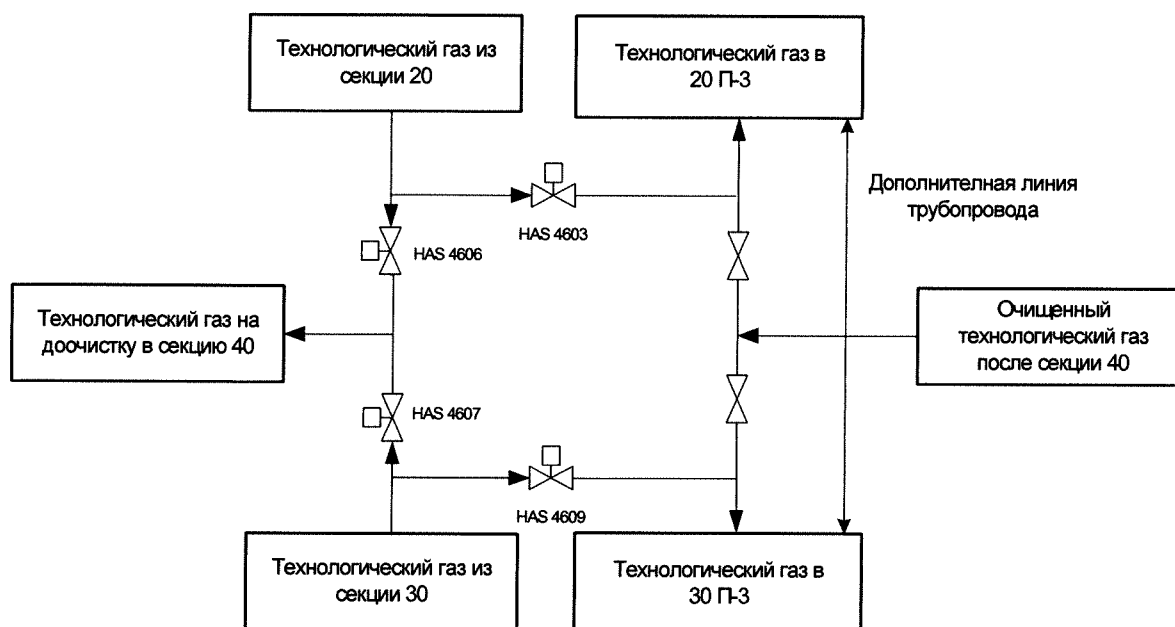 Технологический газ из
секции 20
Технологический газ в
20 П-3
Дополнителная линия
трубопровода
HAS 4603
HAS 4606
Технологический газ на
доочистку в секцию 40
Очищенный
технологический газ
после секции 40
HAS 4607
HAS 4609
Технологический газ из
секции 30
Технологический газ в
30 П-3